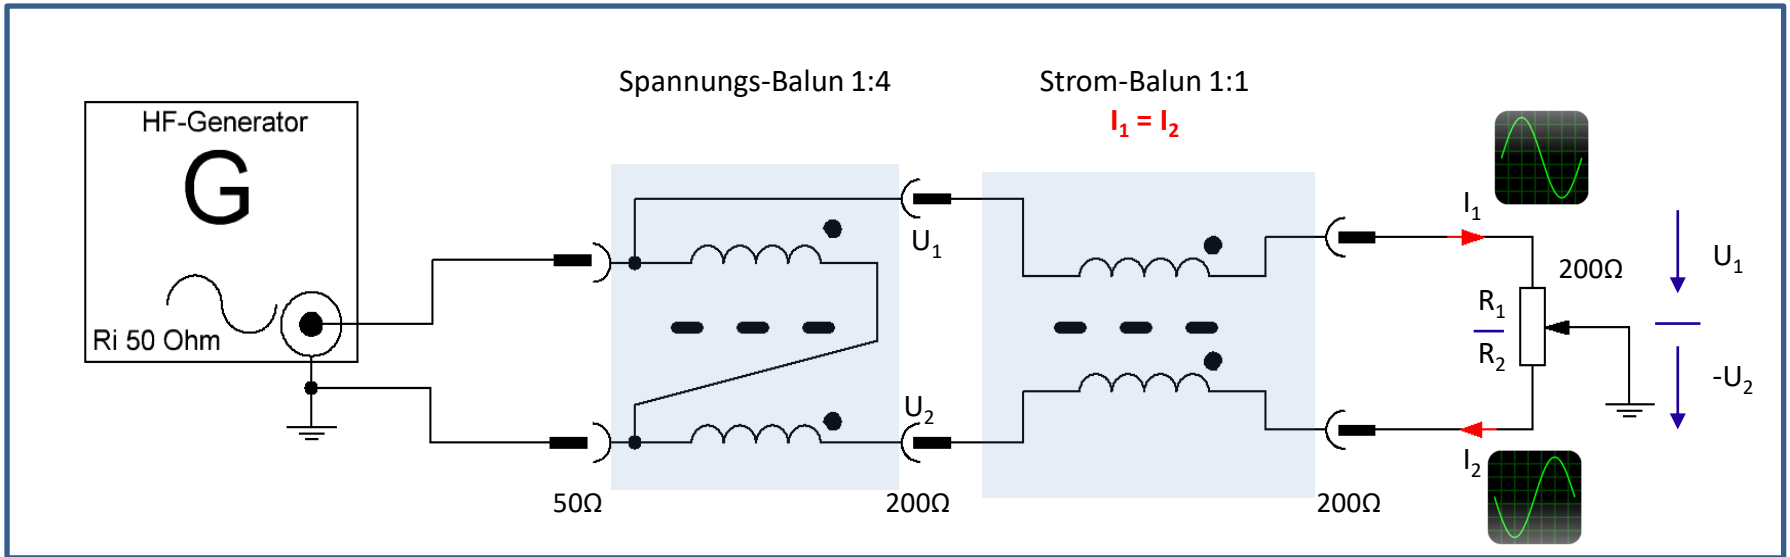 Spannungs-Balun 1:4
Strom-Balun 1:1
I₁ = I₂
HF-Generator
G
Ri 50 Ohm
U₁
U₂
50Ω
200Ω
200Ω
I₁
200Ω
R₁
R₂
I₂
U₁
-U₂